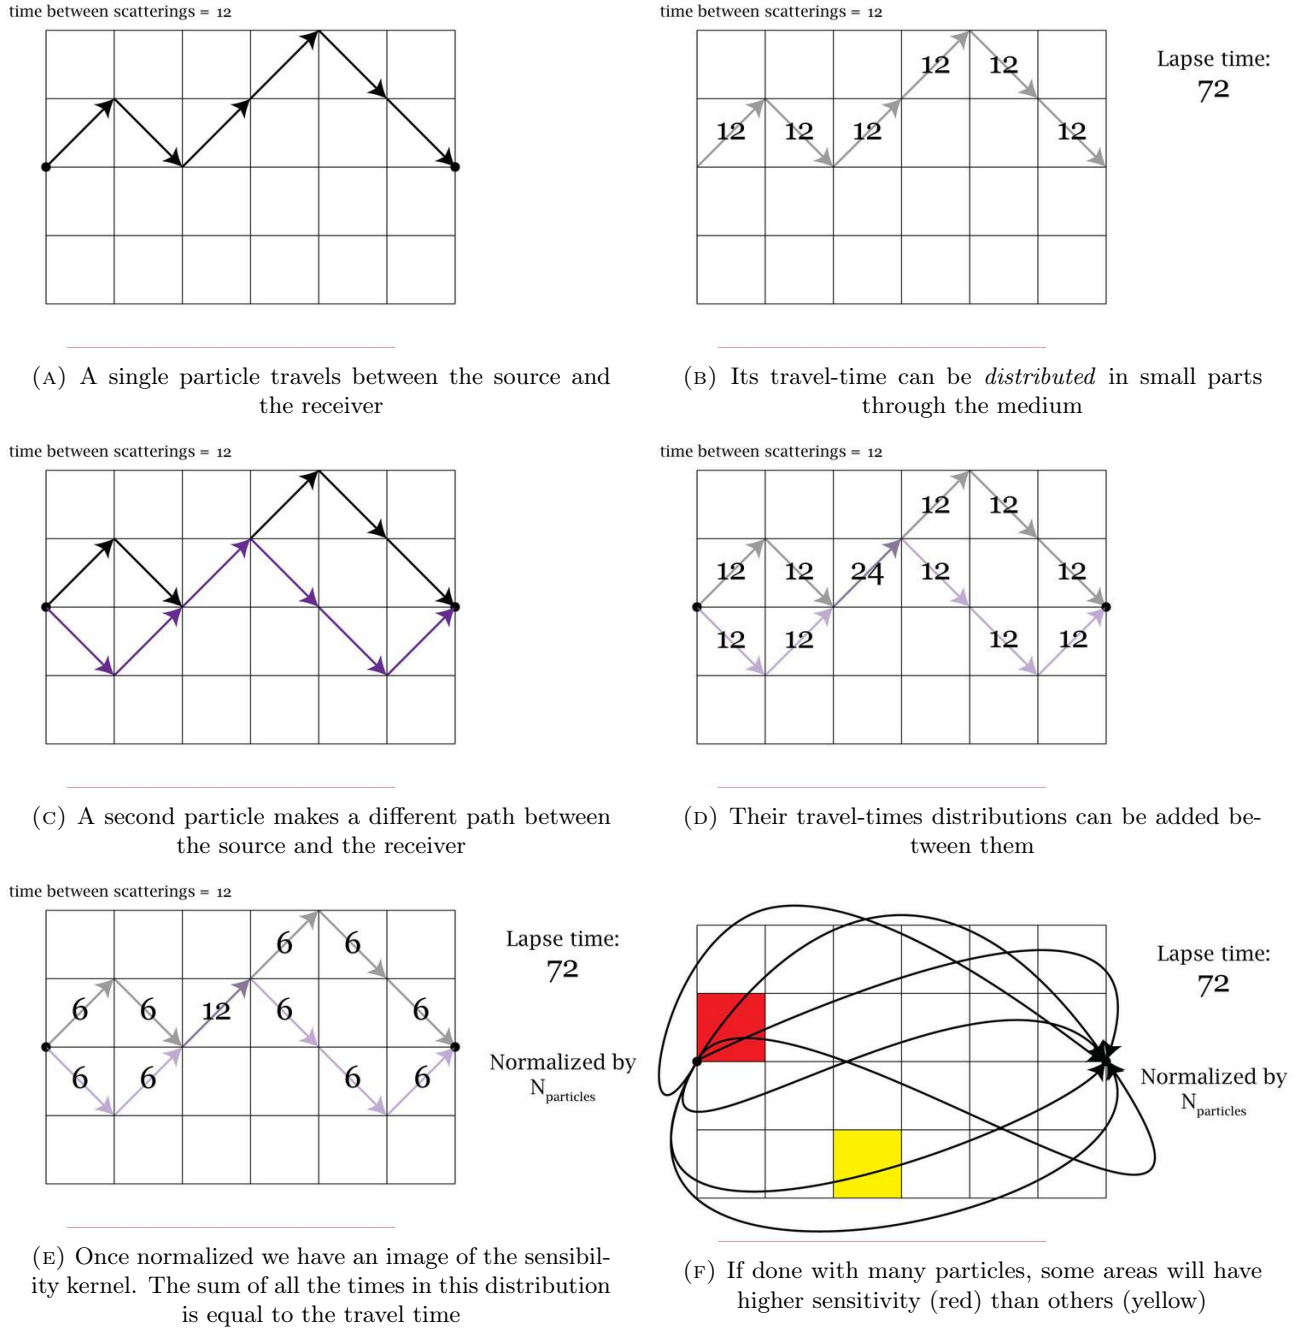 time between scatterings = 12
12
12
12
12
12
12
Lapse time:
72
time between scatterings = 12
(A) A single particle travels between the source and
the receiver
(B) Its travel-time can be distributed in small parts
through the medium
time between scatterings = 12
time between scatterings = 12
12
12
12
12
24
12
12
12
12
12
12
(C) A second particle makes a different path between
the source and the receiver
(D) Their travel-times distributions can be added be-
tween them
time between scatterings = 12
6
6
6
6
12
6
6
6
6
6
6
Lapse time:
72
Normalized by
Nparticles
Lapse time:
72
Normalized by
Nparticles
(E) Once normalized we have an image of the sensibil-
ity kernel. The sum of all the times in this distribution
is equal to the travel time
(F) If done with many particles, some areas will have
higher sensitivity (red) than others (yellow)